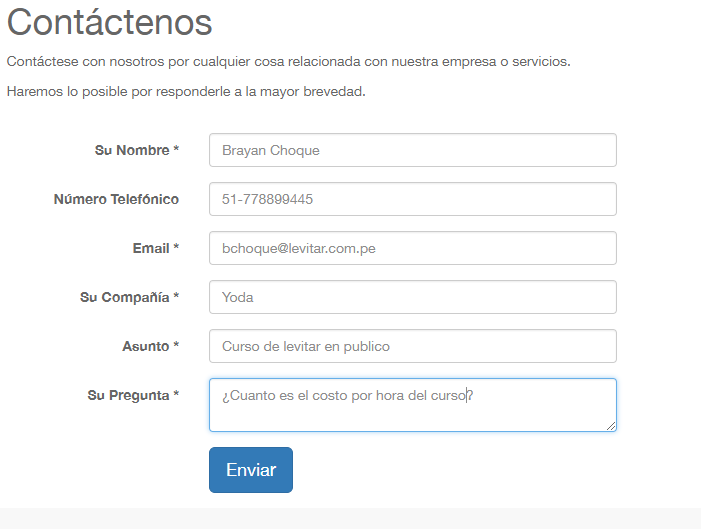 Contáctenos
Contáctese con nosotros por cualquier cosa relacionada con nuestra empresa o servicios.
Haremos lo posible por responderle a la mayor brevedad.
Su Nombre * Brayan Choque
Número Telefónico 51-778899445
Email * bchoque@levitar.com.pe
Su Compañía * Yoda
Asunto * Curso de levitar en publico
Su Pregunta * ¿Cuanto es el costo por hora del curso?
Enviar